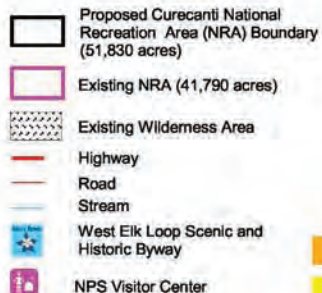 Proposed Curecanti National
Recreation Area (NRA) Boundary
(51,830 acres)
Existing NRA (41,790 acres)
Existing Wilderness Area
Highway
Road
Stream
West Elk Loop Scenic and
Historic Byway
NPS Visitor Center